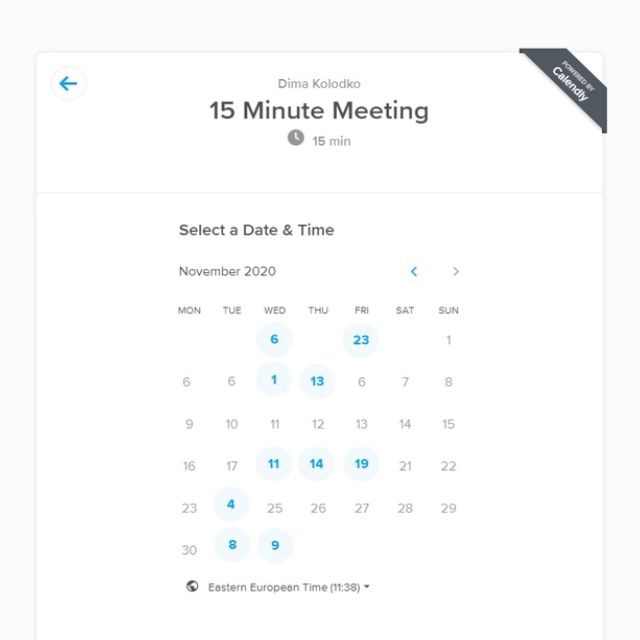 POWERED BY
Calendly
Dima Kolodko
15 Minute Meeting
15 min
Select a Date & Time
November 2020
MON TUE WED THU FRI SAT SUN
6 23 1
6 6 1 13 6 7 8
9 10 11 12 13 14 15
16 17 11 14 19 21 22
23 4 25 26 27 28 29
30 8 9
Eastern European Time (11:38)